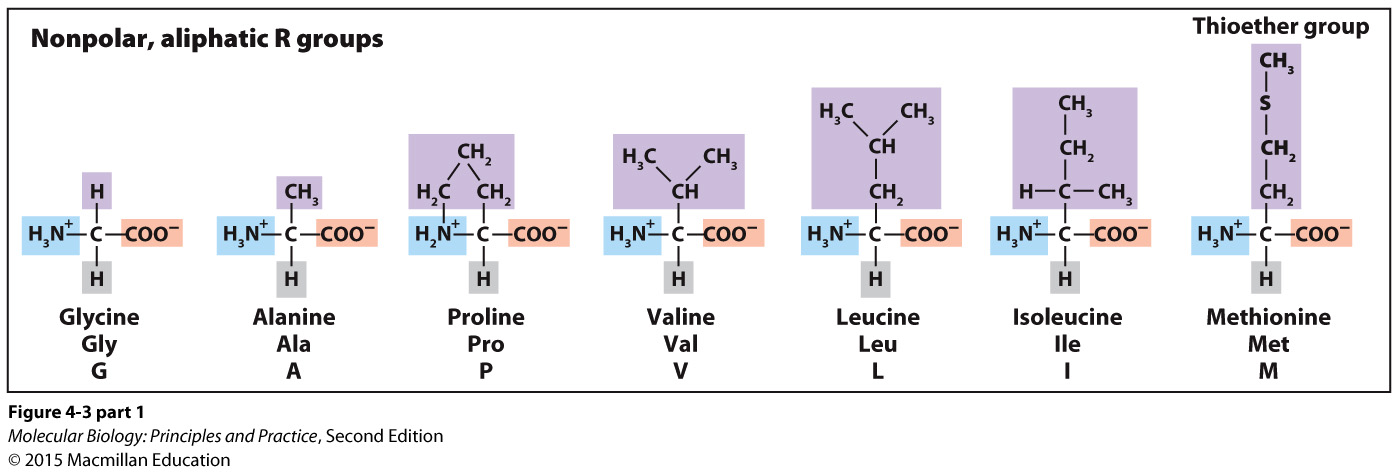 Nonpolar, aliphatic R groups
Thioether group
H
H₃N⁺—C—COO⁻
H
Glycine
Gly
G
CH₃
H₃N⁺—C—COO⁻
H
Alanine
Ala
A
CH₂
H₂C CH₂
H₂N⁺—C—COO⁻
H
Proline
Pro
P
H₃C CH₃
CH
H₃N⁺—C—COO⁻
H
Valine
Val
V
H₃C CH₃
CH
CH₂
H₃N⁺—C—COO⁻
H
Leucine
Leu
L
CH₃
CH₂
H—C—CH₃
H₃N⁺—C—COO⁻
H
Isoleucine
Ile
I
CH₃
S
CH₂
CH₂
H₃N⁺—C—COO⁻
H
Methionine
Met
M
Figure 4-3 part 1
Molecular Biology: Principles and Practice, Second Edition
© 2015 Macmillan Education